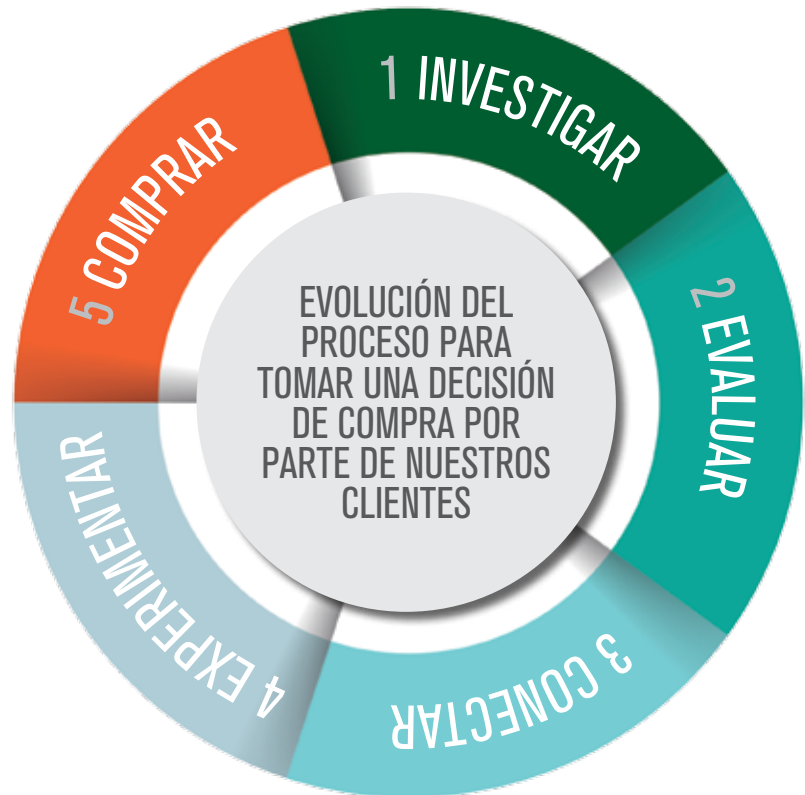 EVOLUCIÓN DEL
PROCESO PARA
TOMAR UNA DECISIÓN
DE COMPRA POR
PARTE DE NUESTROS
CLIENTES
1 INVESTIGAR
2 EVALUAR
3 CONECTAR
4 EXPERIMENTAR
5 COMPRAR